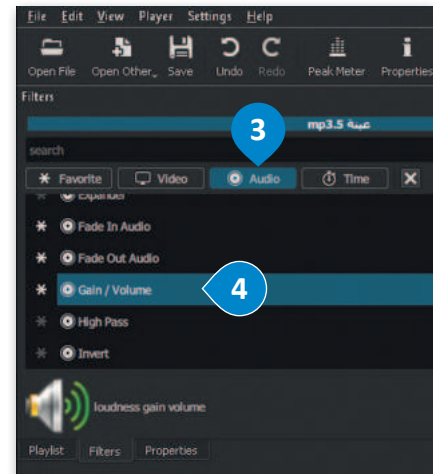 File Edit View Player Settings Help
Open File Open Other.. Save Undo Redo Peak Meter Properties
Filters
عينة mp3.5
3
search
Favorite Video Audio Time
Expander
Fade In Audio
Fade Out Audio
Gain / Volume
4
High Pass
Invert
loudness gain volume
Playlist Filters Properties